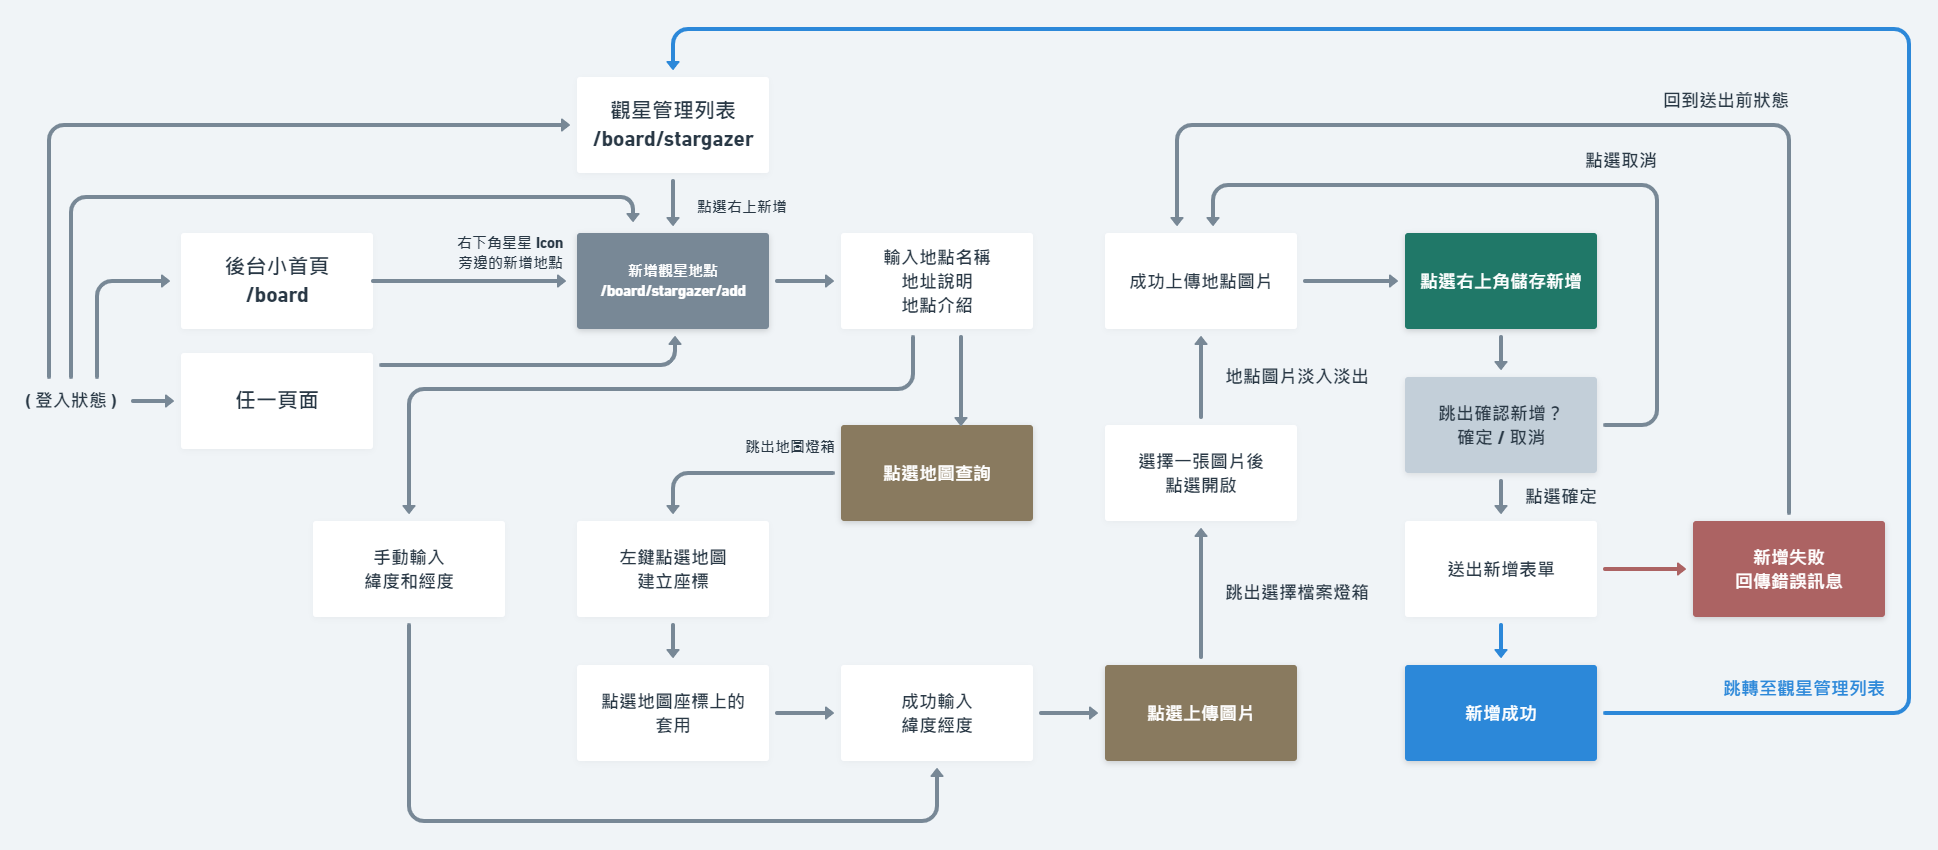 觀星管理列表
/board/stargazer
點選右上新增
後台小首頁
/board
右下角星星 Icon
旁邊的新增地點
新增觀星地點
/board/stargazer/add
輸入地點名稱
地址說明
地點介紹
任一頁面
( 登入狀態 )
跳出地圖燈箱
點選地圖查詢
手動輸入
緯度和經度
左鍵點選地圖
建立座標
點選地圖座標上的
套用
成功輸入
緯度經度
點選上傳圖片
跳出選擇檔案燈箱
選擇一張圖片後
點選開啟
地點圖片淡入淡出
成功上傳地點圖片
點選右上角儲存新增
跳出確認新增？
確定 / 取消
點選取消
點選確定
送出新增表單
新增失敗
回傳錯誤訊息
回到送出前狀態
新增成功
跳轉至觀星管理列表